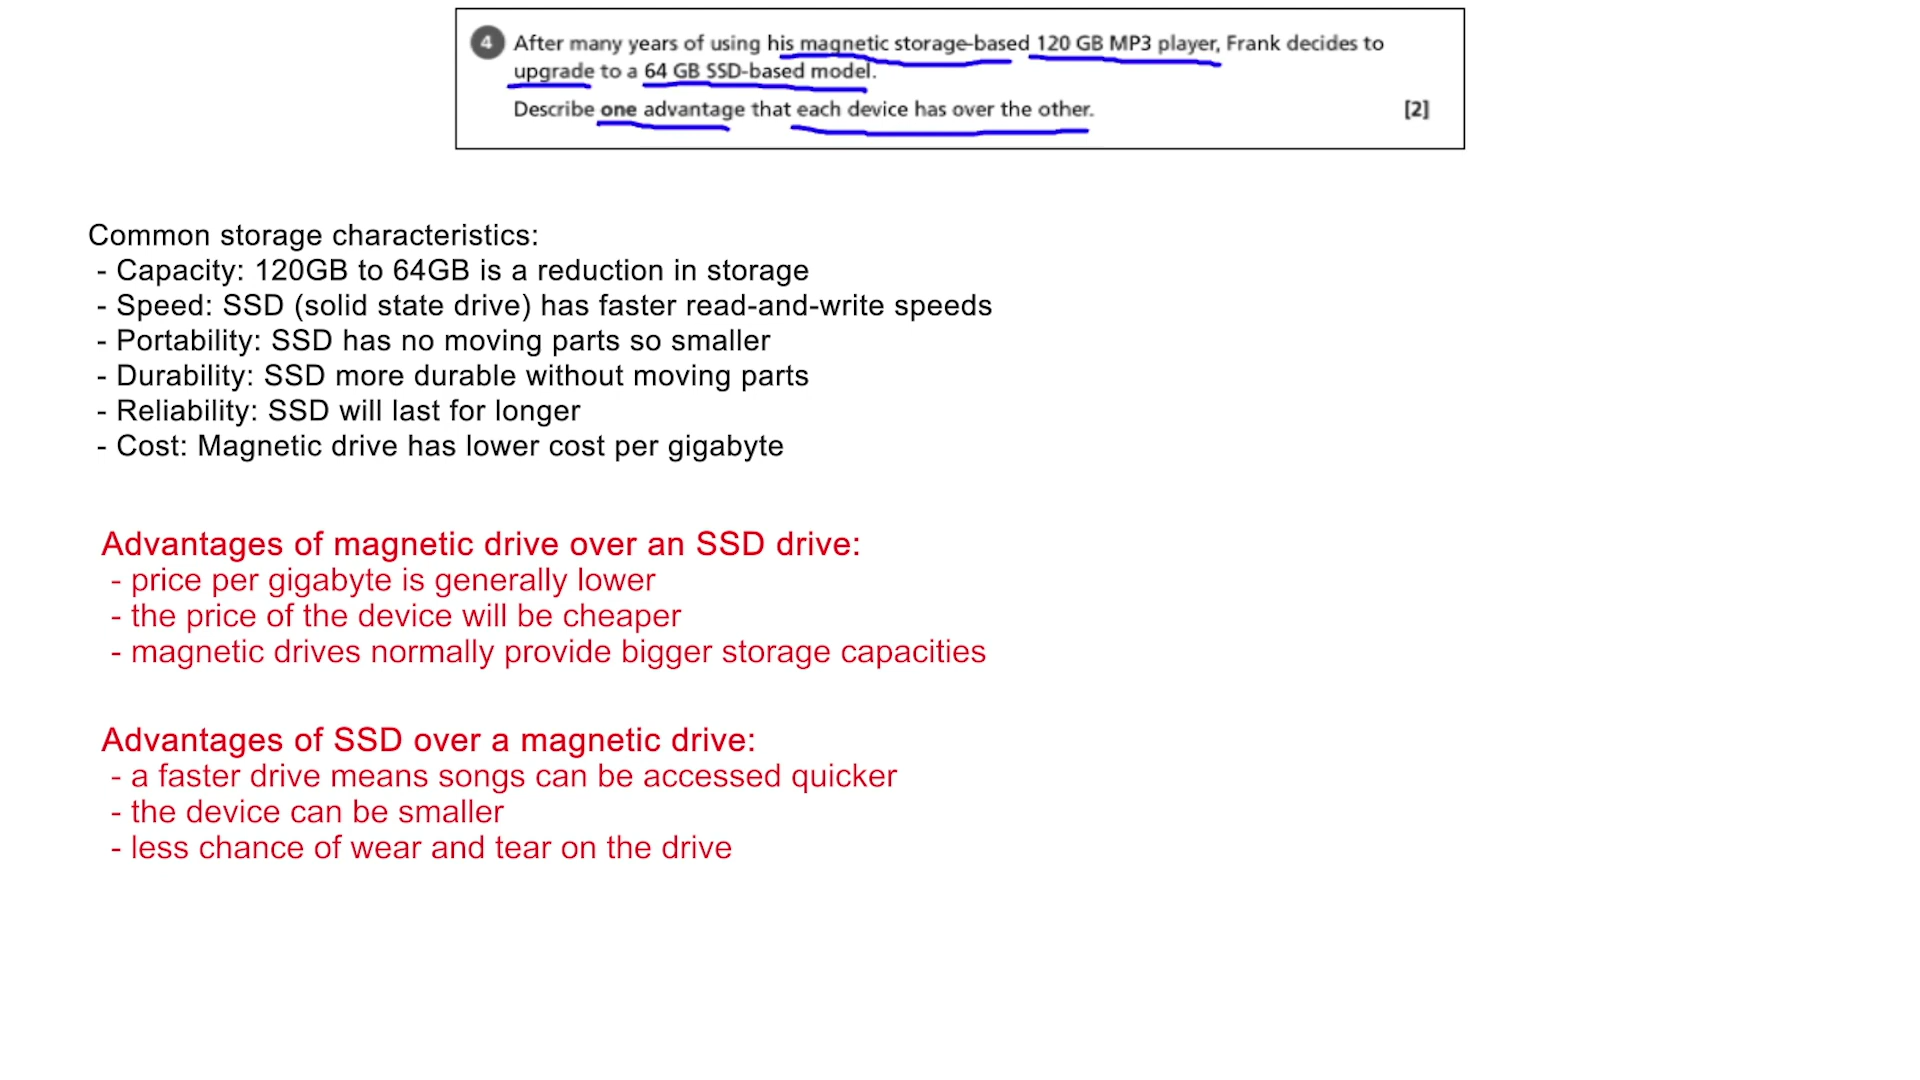 4 After many years of using his magnetic storage-based 120 GB MP3 player, Frank decides to
upgrade to a 64 GB SSD-based model.
Describe one advantage that each device has over the other. [2]
Common storage characteristics:
- Capacity: 120GB to 64GB is a reduction in storage
- Speed: SSD (solid state drive) has faster read-and-write speeds
- Portability: SSD has no moving parts so smaller
- Durability: SSD more durable without moving parts
- Reliability: SSD will last for longer
- Cost: Magnetic drive has lower cost per gigabyte
Advantages of magnetic drive over an SSD drive:
- price per gigabyte is generally lower
- the price of the device will be cheaper
- magnetic drives normally provide bigger storage capacities
Advantages of SSD over a magnetic drive:
- a faster drive means songs can be accessed quicker
- the device can be smaller
- less chance of wear and tear on the drive